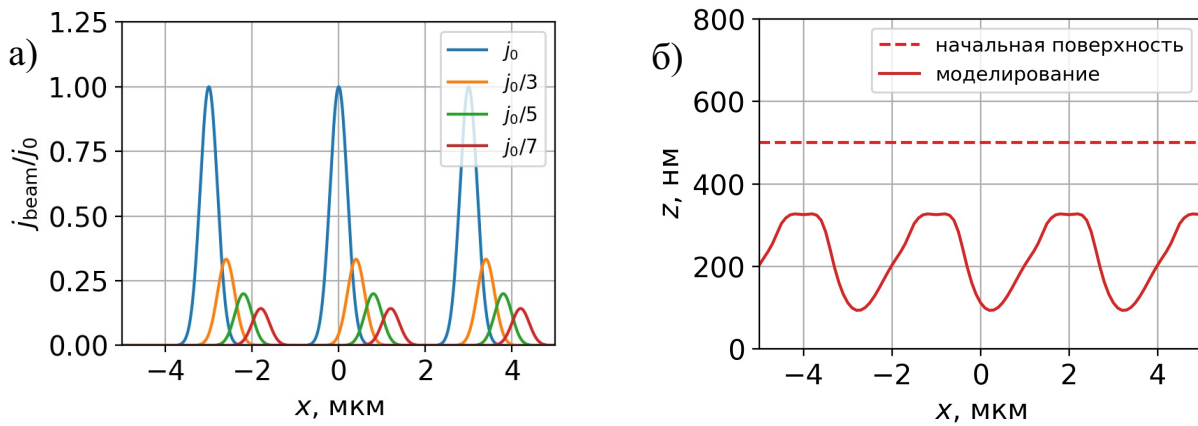 а)
j_beam/j_0
1.25
1.00
0.75
0.50
0.25
0.00
j_0
j_0/3
j_0/5
j_0/7
−4 −2 0 2 4
x, мкм
б)
z, нм
800
600
400
200
0
начальная поверхность
моделирование
−4 −2 0 2 4
x, мкм